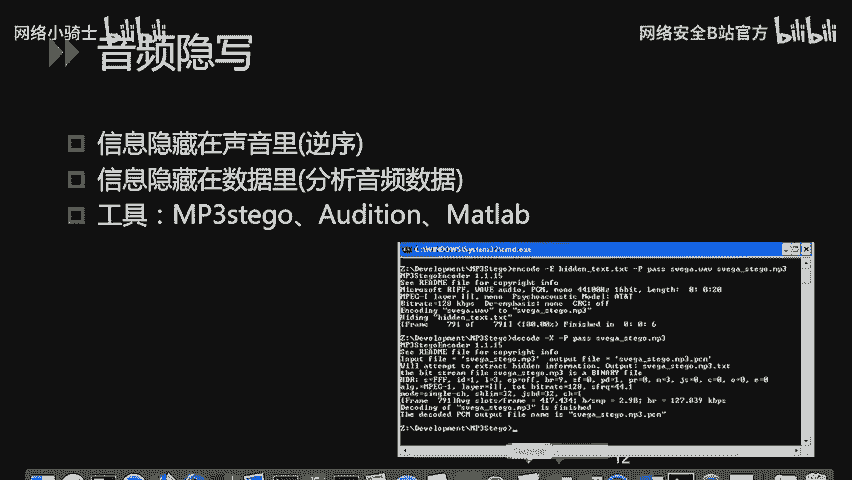 网络小骑士 bilibili
网络安全B站官方 bilibili
音频隐写
信息隐藏在声音里(逆序)
信息隐藏在数据里(分析音频数据)
工具：MP3stego、Audition、Matlab
C:\WINDOWS\System32\cmd.exe
Z:\Development\MP3Stego>encode -E hidden_text.txt -P pass svega.wav svega_stego.mp3
MP3StegoEncoder 1.1.15
See README file for copyright info
Microsoft RIFF, WAVE audio, PCM, mono 44100Hz 16bit, Length: 0: 0:20
MPEG-I layer III, mono Psychoacoustic Model: AT&T
Bitrate=128 kbps De-emphasis: none CRC: off
Encoding "svega.wav" to "svega_stego.mp3"
Hiding "hidden_text.txt"
[Frame 791 of 791] (100.00%) Finished in 0: 0: 6
Z:\Development\MP3Stego>decode -X -P pass svega_stego.mp3
MP3StegoEncoder 1.1.15
See README file for copyright info
Input file = 'svega_stego.mp3' output file = 'svega_stego.mp3.pcm'
Will attempt to extract hidden information. Output: svega_stego.mp3.txt
the bit stream file svega_stego.mp3 is a BINARY file
HDR: s=FFF, id=1, l=3, ep=off, br=9, sf=0, pd=1, pr=0, m=3, js=0, c=0, o=0, e=0
alg.=MPEG-1, layer=III, tot bitrate=128, sfrq=44.1
mode=single-ch, sblim=32, jsbd=32, ch=1
[Frame 791]Avg slots/frame = 417.434; b/smp = 2.90; br = 127.839 kbps
Decoding of "svega_stego.mp3" is finished
The decoded PCM output file name is "svega_stego.mp3.pcm"
Z:\Development\MP3Stego>_
12